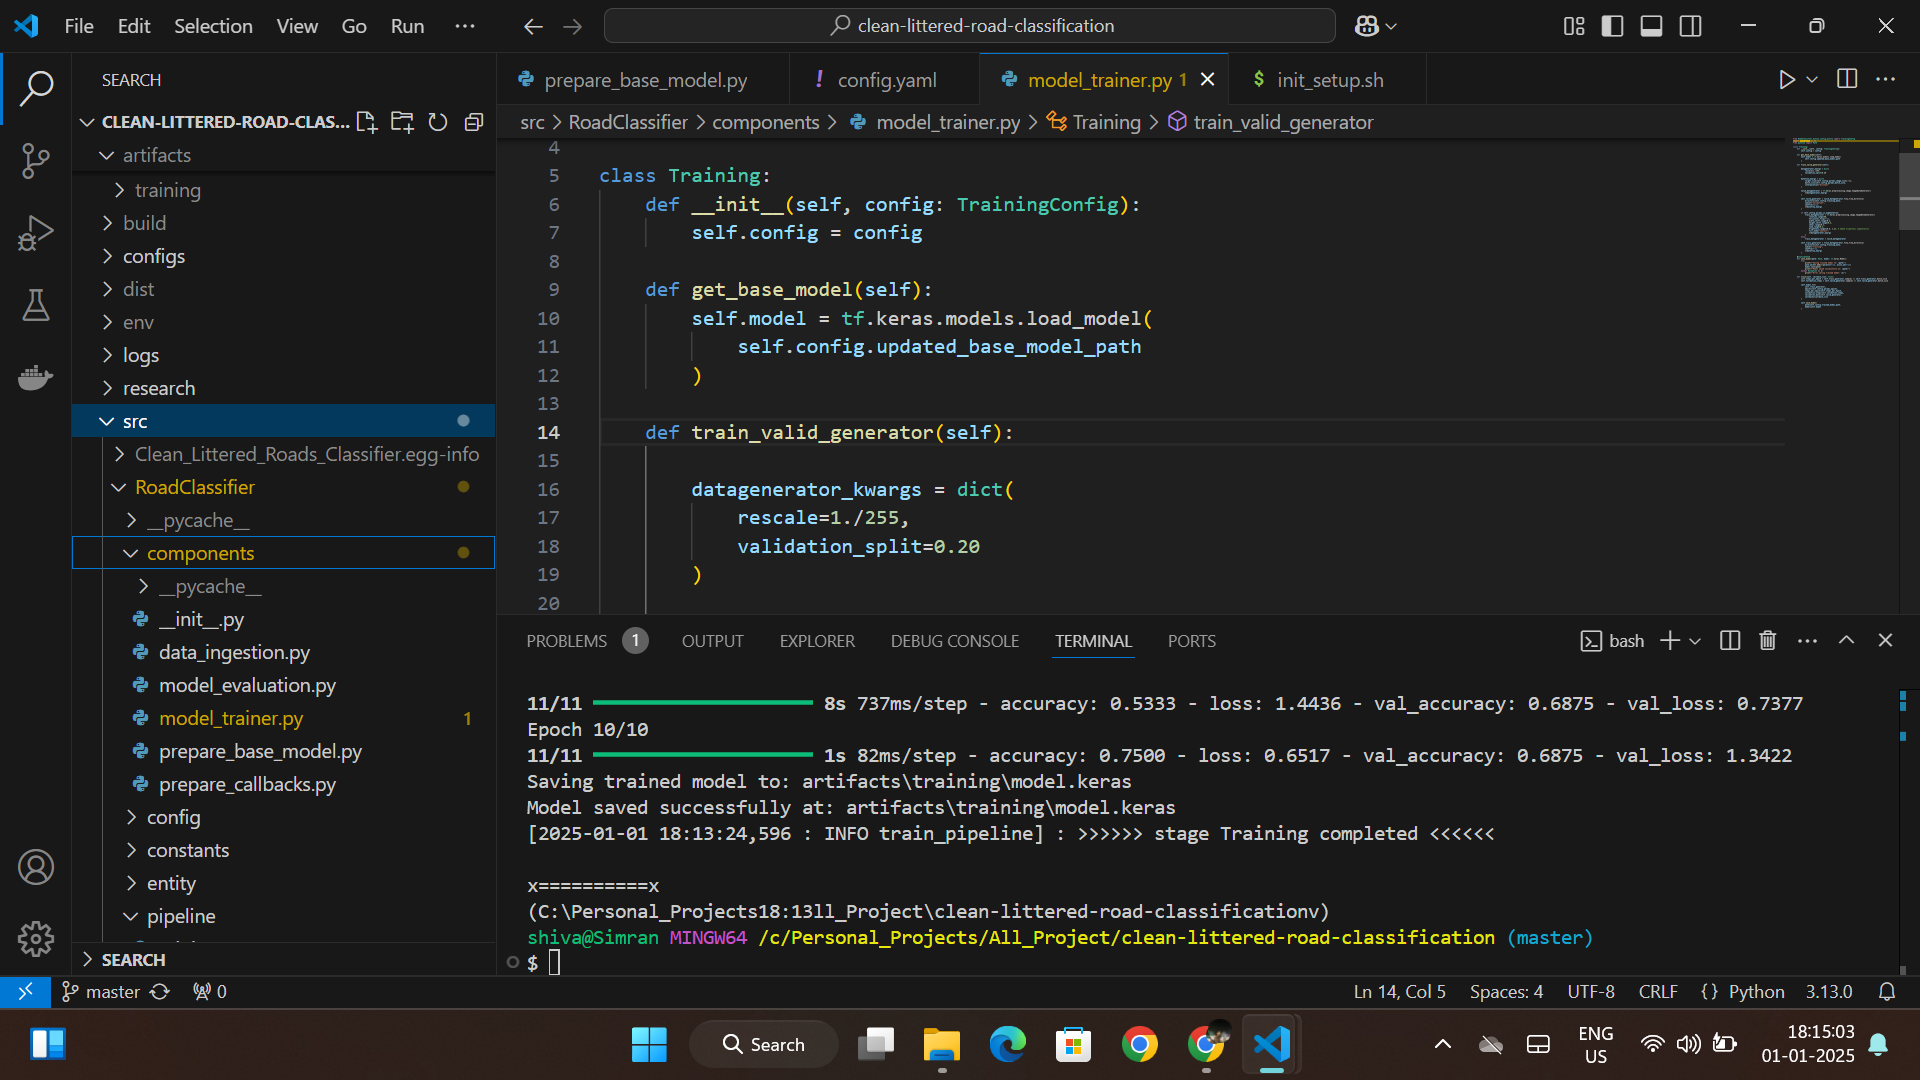 File Edit Selection View Go Run ···
clean-littered-road-classification
SEARCH
CLEAN-LITTERED-ROAD-CLAS...
artifacts
training
build
configs
dist
env
logs
research
src
Clean_Littered_Roads_Classifier.egg-info
RoadClassifier
__pycache__
components
__pycache__
__init__.py
data_ingestion.py
model_evaluation.py
model_trainer.py 1
prepare_base_model.py
prepare_callbacks.py
config
constants
entity
pipeline
SEARCH
prepare_base_model.py ! config.yaml model_trainer.py 1 $ init_setup.sh
src > RoadClassifier > components > model_trainer.py > Training > train_valid_generator
4
5 class Training:
6 def __init__(self, config: TrainingConfig):
7 self.config = config
8
9 def get_base_model(self):
10 self.model = tf.keras.models.load_model(
11 self.config.updated_base_model_path
12 )
13
14 def train_valid_generator(self):
15
16 datagenerator_kwargs = dict(
17 rescale=1./255,
18 validation_split=0.20
19 )
20
PROBLEMS 1 OUTPUT EXPLORER DEBUG CONSOLE TERMINAL PORTS
bash
11/11 8s 737ms/step - accuracy: 0.5333 - loss: 1.4436 - val_accuracy: 0.6875 - val_loss: 0.7377
Epoch 10/10
11/11 1s 82ms/step - accuracy: 0.7500 - loss: 0.6517 - val_accuracy: 0.6875 - val_loss: 1.3422
Saving trained model to: artifacts\training\model.keras
Model saved successfully at: artifacts\training\model.keras
[2025-01-01 18:13:24,596 : INFO train_pipeline] : >>>>>> stage Training completed <<<<<<
x==========x
(C:\Personal_Projects18:13ll_Project\clean-littered-road-classificationv)
shiva@Simran MINGW64 /c/Personal_Projects/All_Project/clean-littered-road-classification (master)
$
master 0
Ln 14, Col 5 Spaces: 4 UTF-8 CRLF {} Python 3.13.0
Search
ENG
US
18:15:03
01-01-2025